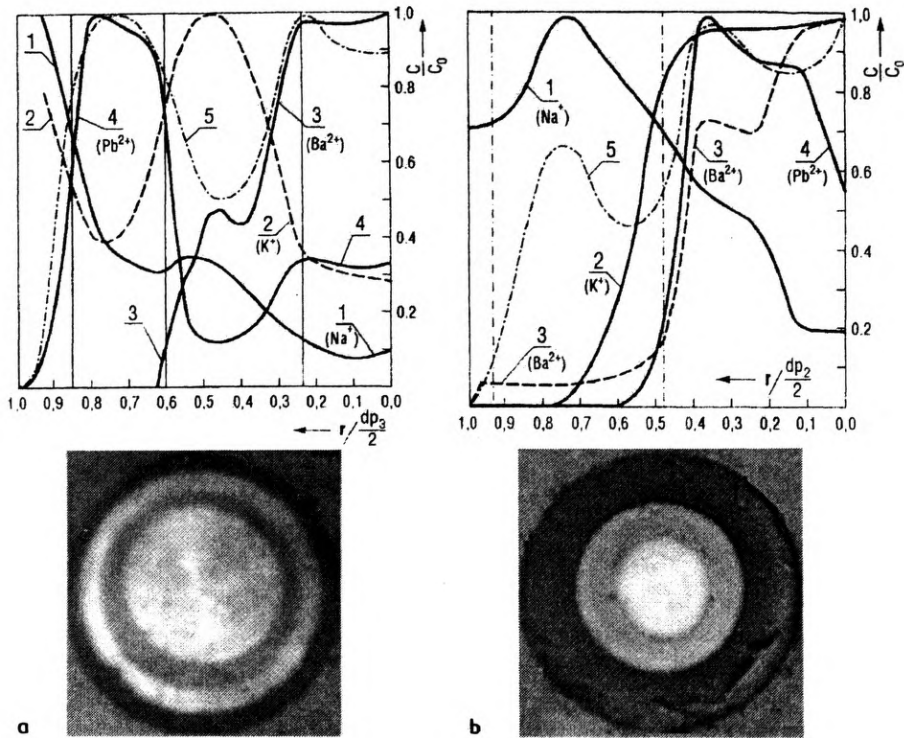 1
2
4
(Pb²⁺)
5
3
(Ba²⁺)
2
(K⁺)
4
3
1
(Na⁺)
1.0
0.8
0.6
0.4
0.2
C/C₀
1,0 0,9 0,8 0,7 0,6 0,5 0,4 0,3 0,2 0,1 0,0
r/dp₃/2
1
(Na⁺)
5
3
(Ba²⁺)
4
(Pb²⁺)
2
(K⁺)
3
(Ba²⁺)
1.0
0.8
0.6
0.4
0.2
C/C₀
1,0 0,9 0,8 0,7 0,6 0,5 0,4 0,3 0,2 0,1 0,0
r/dp₂/2
a
b